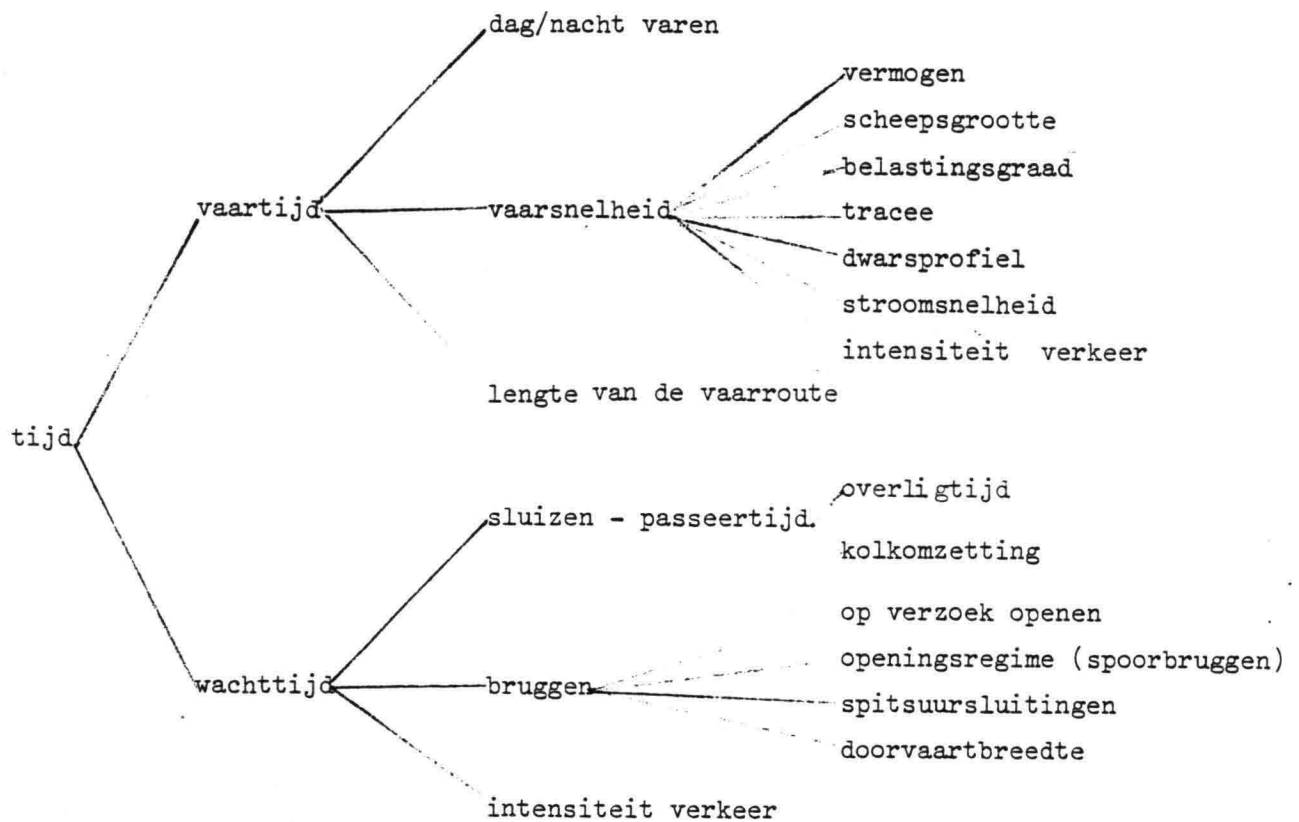 dag/nacht varen
vermogen
scheepsgrootte
belastingsgraad
vaartijd
vaarsnelheid
tracee
dwarsprofiel
stroomsnelheid
intensiteit verkeer
lengte van de vaarroute
tijd
overligtijd
sluizen - passeertijd.
kolkomzetting
op verzoek openen
openingsregime (spoorbruggen)
wachttijd
bruggen
spitsuursluitingen
doorvaartbreedte
intensiteit verkeer